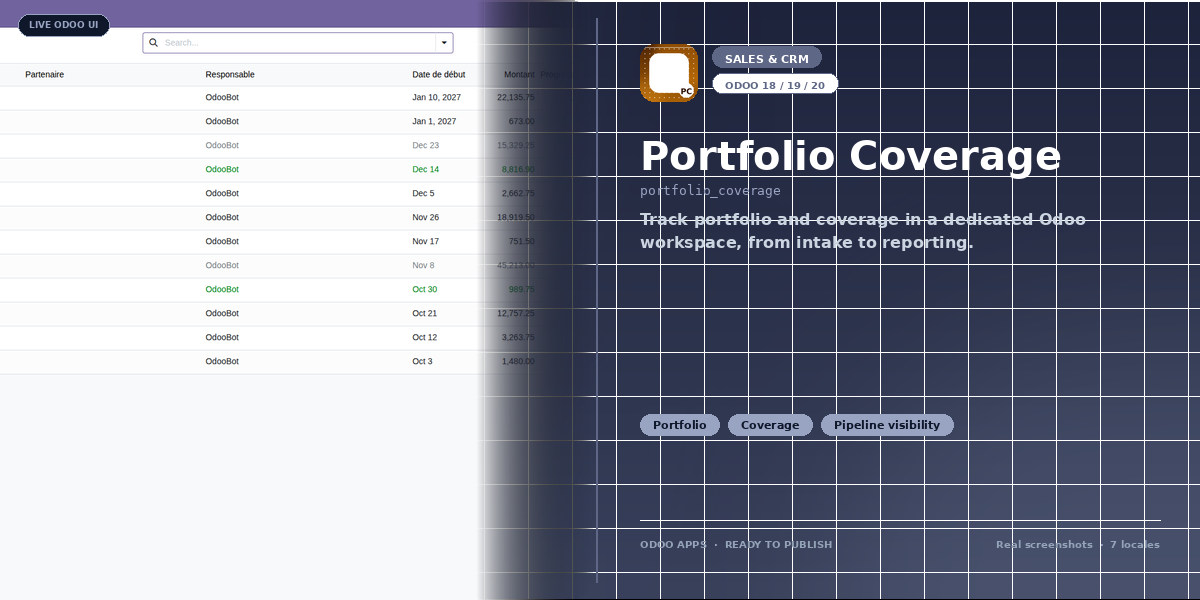 LIVE ODOO UI
Search...
Partenaire Responsable Date de début Montant
OdooBot Jan 10, 2027 22,135.75
OdooBot Jan 1, 2027 673.00
OdooBot Dec 23 15,329.25
OdooBot Dec 14 8,816.90
OdooBot Dec 5 2,662.75
OdooBot Nov 26 18,919.50
OdooBot Nov 17 751.50
OdooBot Nov 8 45,213.00
OdooBot Oct 30 989.75
OdooBot Oct 21 12,757.25
OdooBot Oct 12 3,263.75
OdooBot Oct 3 1,480.00
PC
SALES & CRM
ODOO 18 / 19 / 20
Portfolio Coverage
portfolio_coverage
Track portfolio and coverage in a dedicated Odoo
workspace, from intake to reporting.
Portfolio Coverage Pipeline visibility
ODOO APPS · READY TO PUBLISH
Real screenshots · 7 locales